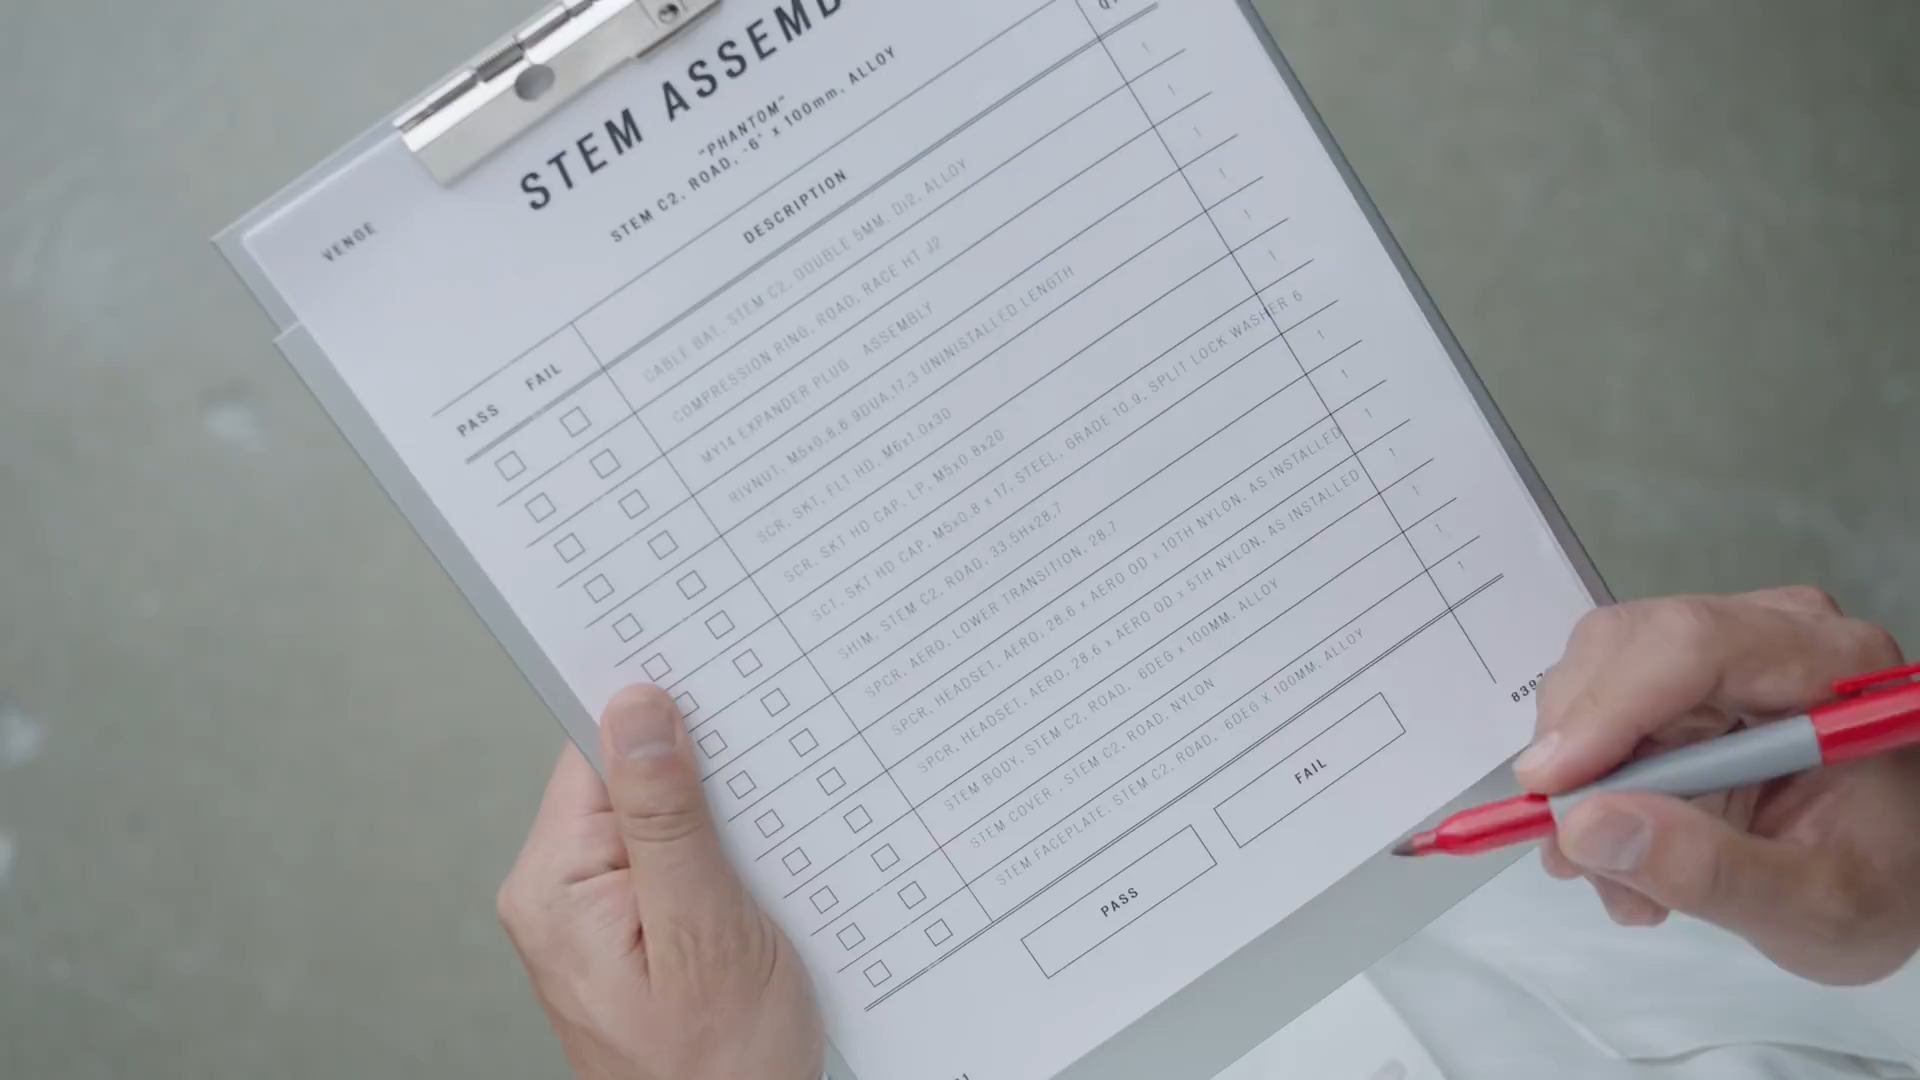 STEM ASSEMB
VENGE
"PHANTOM"
STEM C2, ROAD, -6° x 100mm, ALLOY
PASS FAIL DESCRIPTION
CABLE BAT, STEM C2, DOUBLE 5MM, Di2, ALLOY 1
COMPRESSION RING, ROAD, RACE HT J2 1
MY14 EXPANDER PLUG ASSEMBLY 1
RIVNUT, M5x0.8,6.9DUA,17.3 UNINISTALLED LENGTH 1
SCR, SKT, FLT HD, M6x1.0x30 1
SCR, SKT HD CAP, LP, M5x0.8x20 1
SCT, SKT HD CAP, M5x0.8 x 17, STEEL, GRADE 10.9, SPLIT LOCK WASHER 6
SHIM, STEM C2, ROAD, 33.5Hx28.7 1
SPCR, AERO, LOWER TRANSITION, 28.7 1
SPCR, HEADSET, AERO, 28.6 x AERO OD x 10TH NYLON, AS INSTALLED 1
SPCR, HEADSET, AERO, 28.6 x AERO OD x 5TH NYLON, AS INSTALLED 1
STEM BODY, STEM C2, ROAD, 6DEG x 100MM, ALLOY 1
STEM COVER , STEM C2, ROAD, NYLON 1
STEM FACEPLATE, STEM C2, ROAD, 6DEG X 100MM, ALLOY 1
PASS FAIL